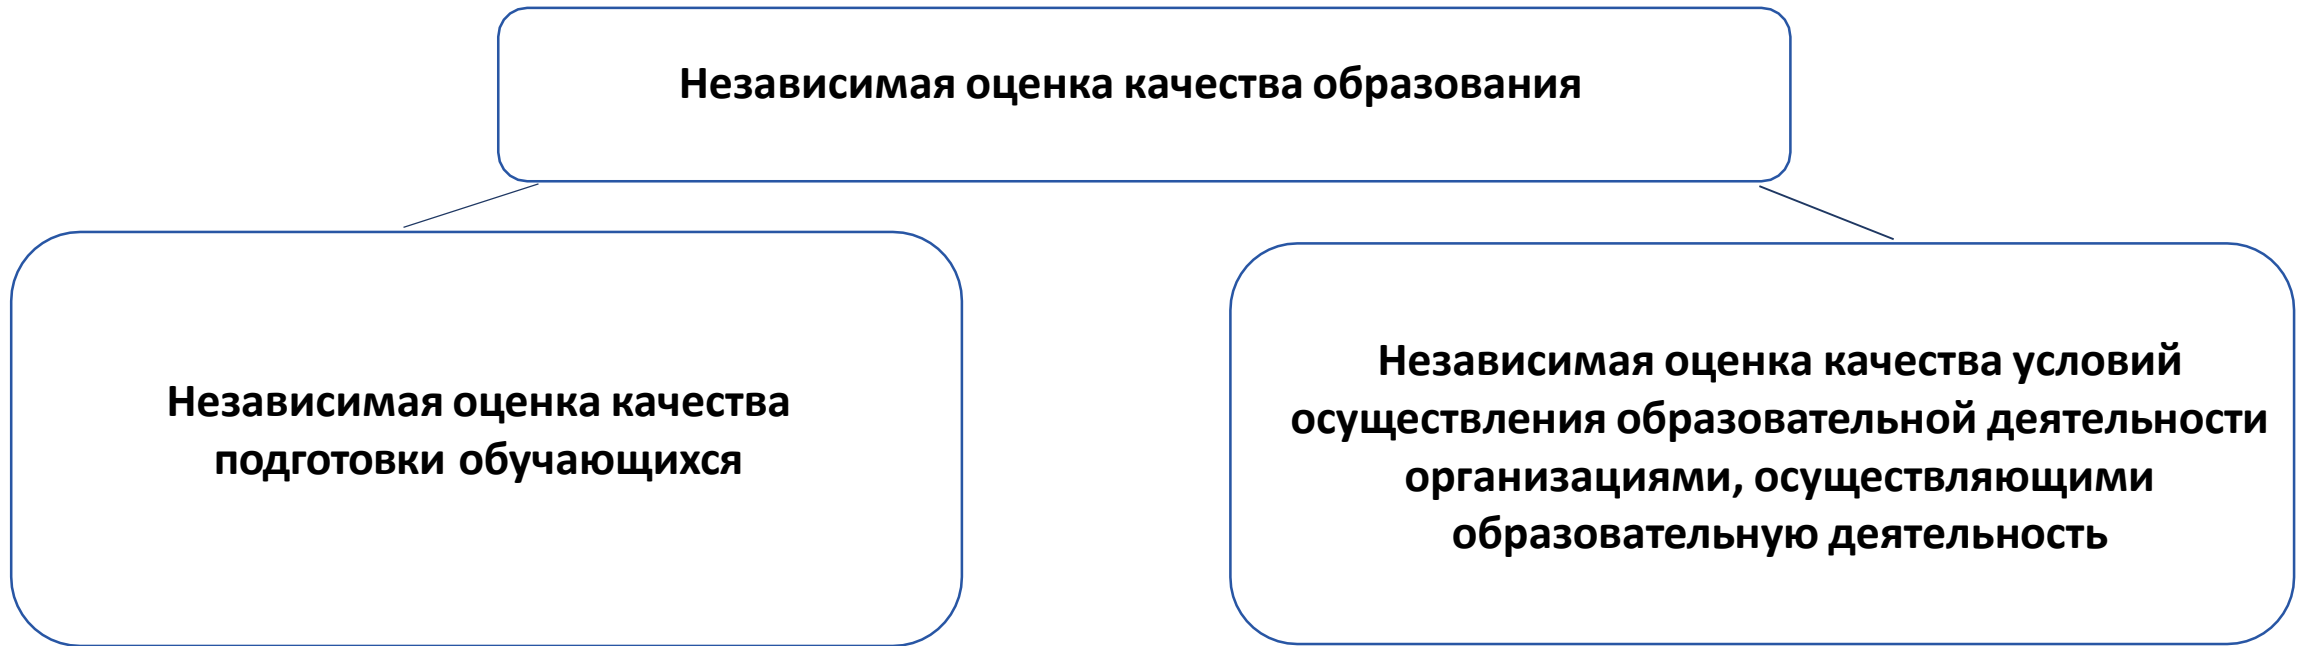 Независимая оценка качества образования
Независимая оценка качества
подготовки обучающихся
Независимая оценка качества условий
осуществления образовательной деятельности
организациями, осуществляющими
образовательную деятельность